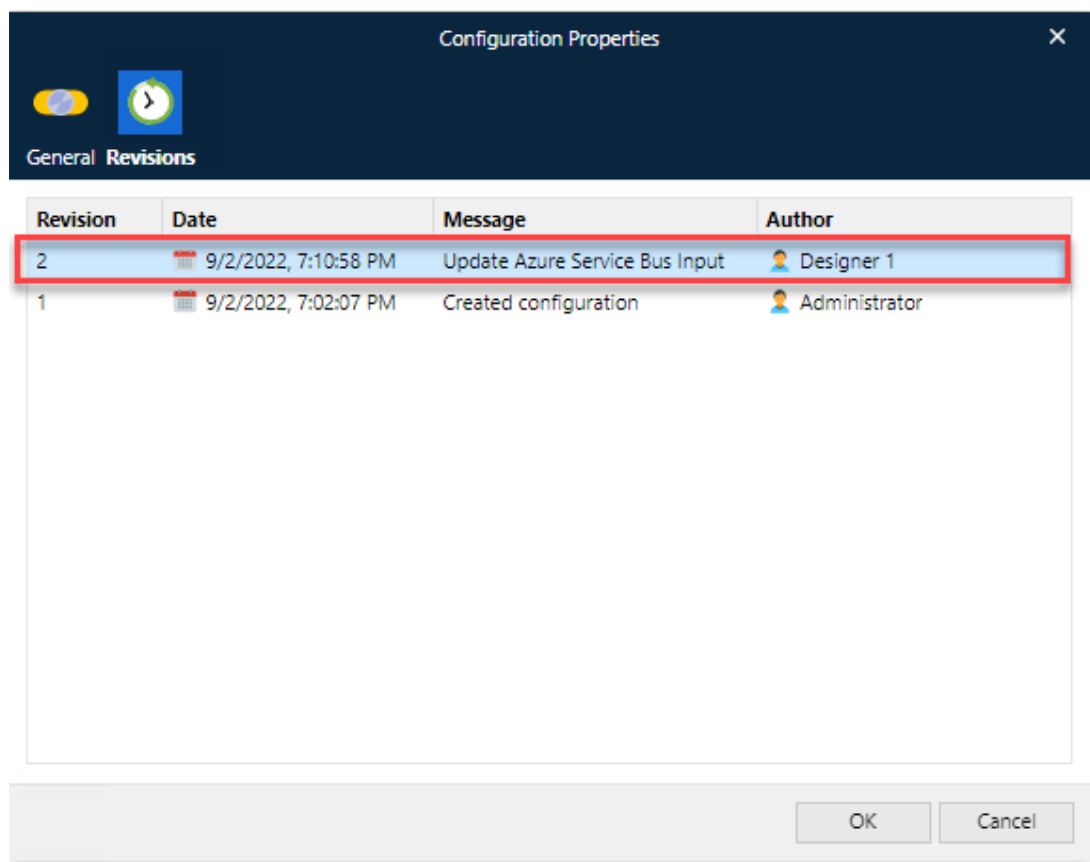 Configuration Properties
General Revisions
Revision Date Message Author
2 9/2/2022, 7:10:58 PM Update Azure Service Bus Input Designer 1
1 9/2/2022, 7:02:07 PM Created configuration Administrator
OK Cancel